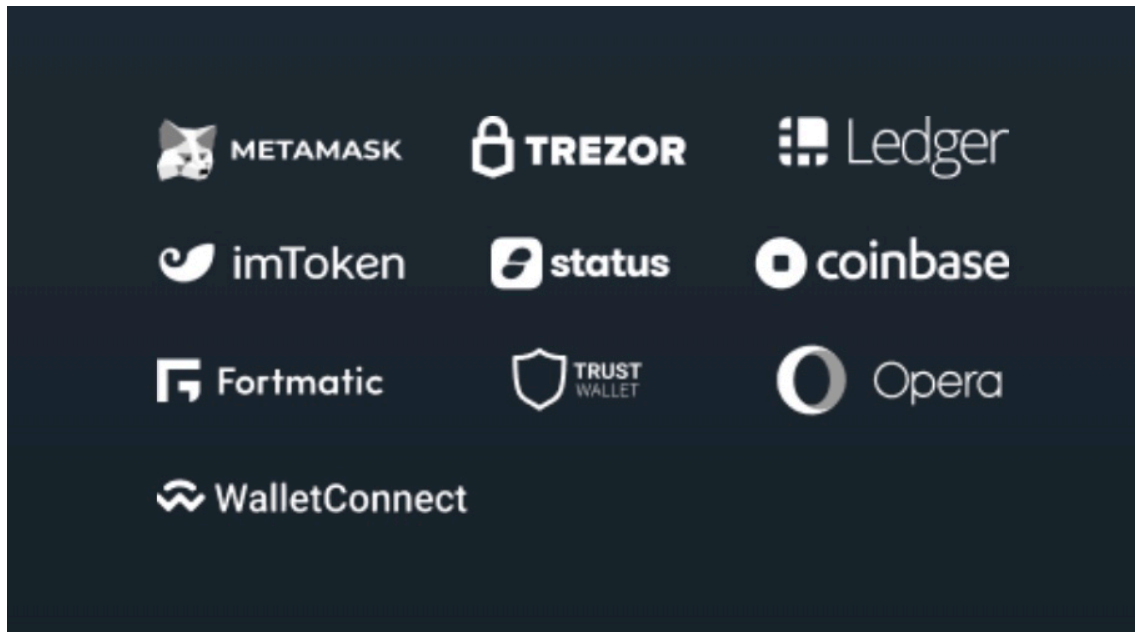 METAMASK TREZOR Ledger
imToken status coinbase
Fortmatic TRUST WALLET Opera
WalletConnect